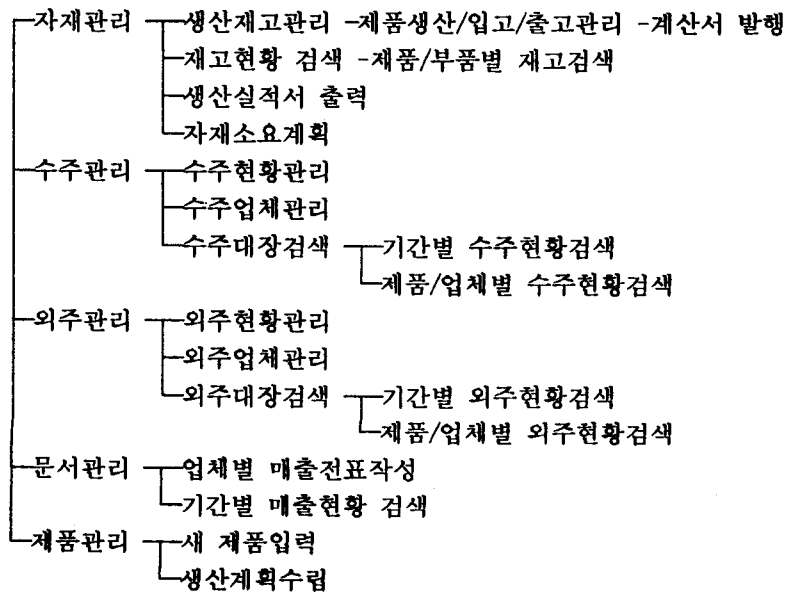 자재관리 생산재고관리 -제품생산/입고/출고관리 -계산서 발행
재고현황 검색 -제품/부품별 재고검색
생산실적서 출력
자재소요계획
수주관리 수주현황관리
수주업체관리
수주대장검색 기간별 수주현황검색
제품/업체별 수주현황검색
외주관리 외주현황관리
외주업체관리
외주대장검색 기간별 외주현황검색
제품/업체별 외주현황검색
문서관리 업체별 매출전표작성
기간별 매출현황 검색
제품관리 새 제품입력
생산계획수립